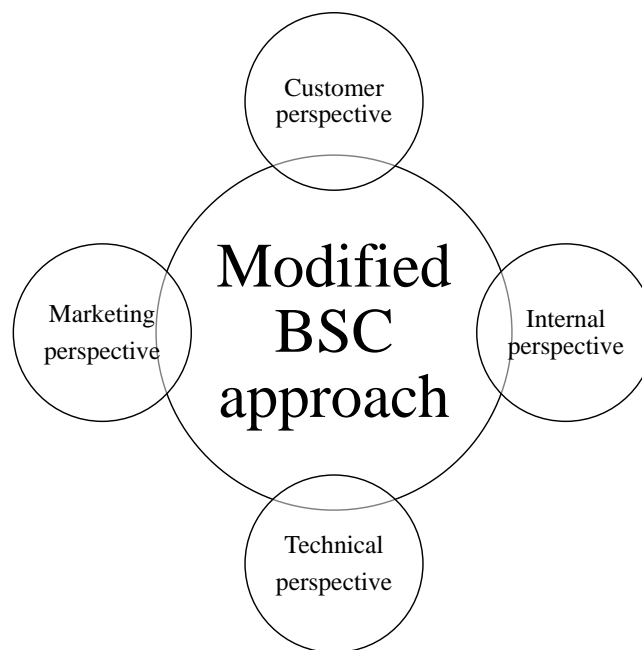 Customer
perspective
Modified
BSC
approach
Marketing
perspective
Internal
perspective
Technical
perspective